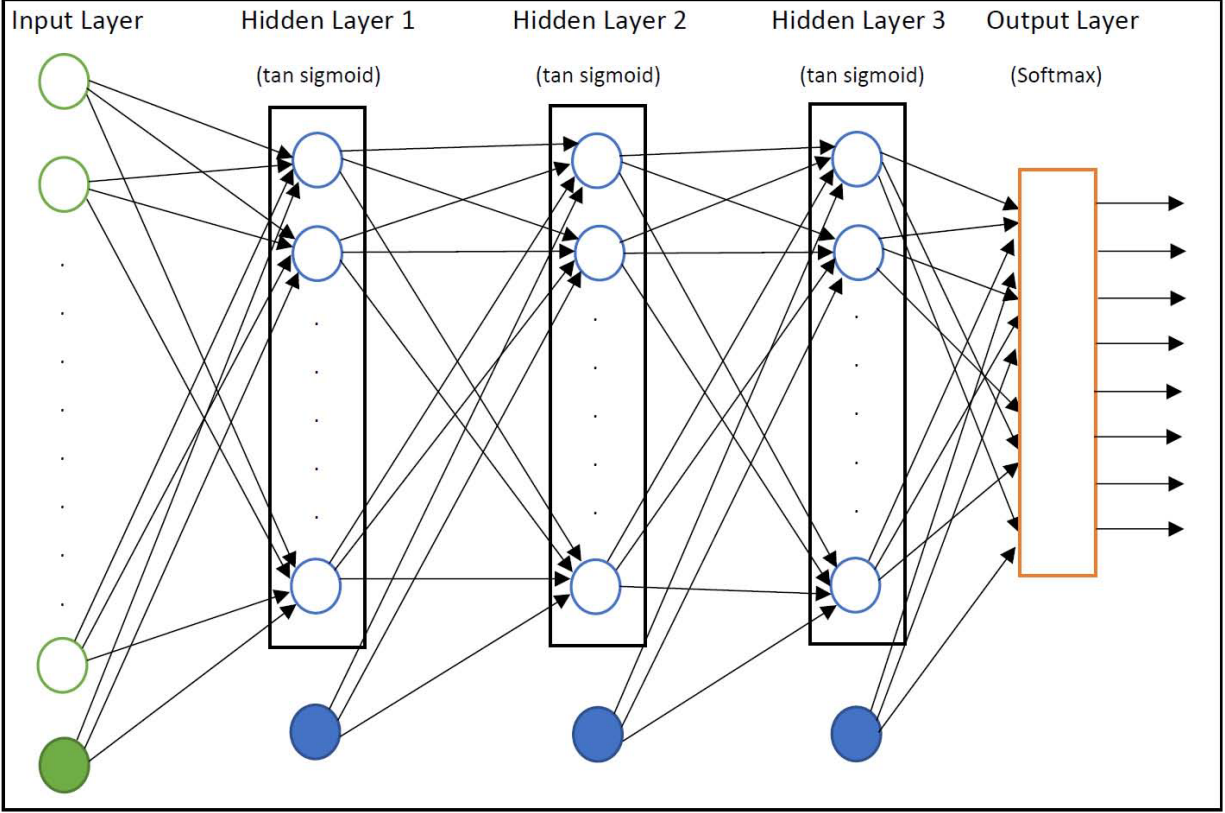 Input Layer
Hidden Layer 1
Hidden Layer 2
Hidden Layer 3
Output Layer
(tan sigmoid)
(tan sigmoid)
(tan sigmoid)
(Softmax)